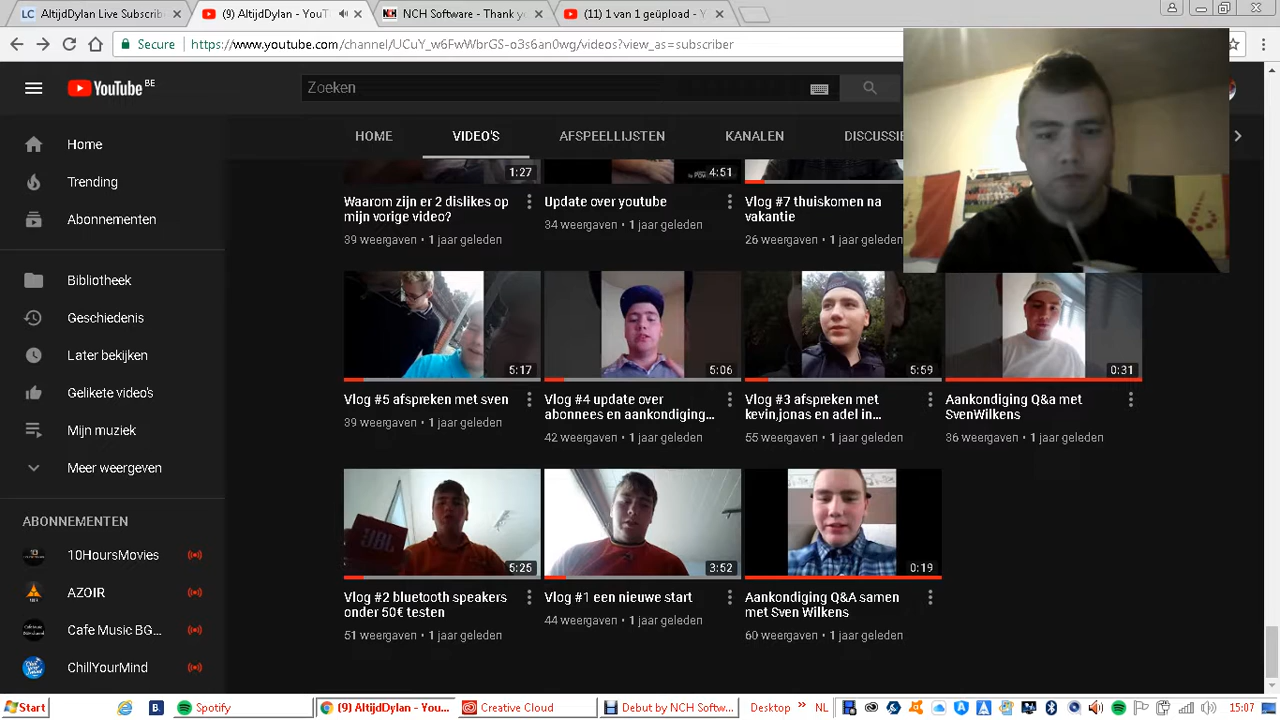 LC AltijdDylan Live Subscribe
(9) AltijdDylan - YouT
NCH NCH Software - Thank y
(11) 1 van 1 geüpload - Y
Secure https://www.youtube.com/channel/UCuY_w6FwWbrGS-o3s6an0wg/videos?view_as=subscriber
YouTube BE
Zoeken
HOME VIDEO'S AFSPEELLIJSTEN KANALEN DISCUSSIE
Home
Trending
Abonnementen
Bibliotheek
Geschiedenis
Later bekijken
Gelikete video's
Mijn muziek
Meer weergeven
ABONNEMENTEN
10HoursMovies
AZOIR
Cafe Music BG...
ChillYourMind
1:27
4:51
Waarom zijn er 2 dislikes op
mijn vorige video?
39 weergaven • 1 jaar geleden
Update over youtube
34 weergaven • 1 jaar geleden
Vlog #7 thuiskomen na
vakantie
26 weergaven • 1 jaar geleden
5:17
Vlog #5 afspreken met sven
39 weergaven • 1 jaar geleden
5:06
Vlog #4 update over
abonnees en aankondiging...
42 weergaven • 1 jaar geleden
5:59
Vlog #3 afspreken met
kevin,jonas en adel in...
55 weergaven • 1 jaar geleden
0:31
Aankondiging Q&a met
SvenWilkens
36 weergaven • 1 jaar geleden
JBL
5:25
Vlog #2 bluetooth speakers
onder 50€ testen
51 weergaven • 1 jaar geleden
3:52
Vlog #1 een nieuwe start
44 weergaven • 1 jaar geleden
0:19
Aankondiging Q&A samen
met Sven Wilkens
60 weergaven • 1 jaar geleden
Start B. Spotify (9) AltijdDylan - You... Creative Cloud Debut by NCH Softw... Desktop » NL 15:07